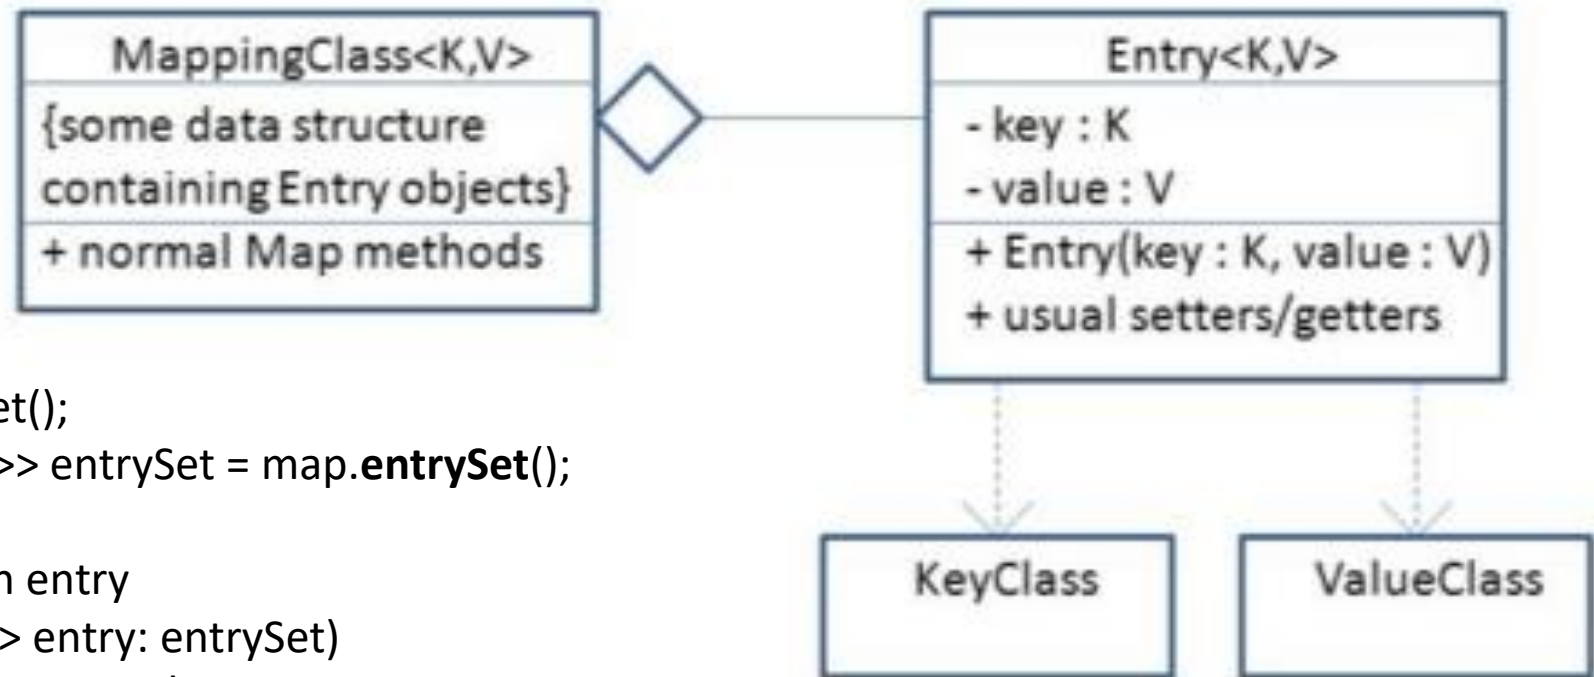 MappingClass<K,V>
{some data structure
containing Entry objects}
+ normal Map methods
Entry<K,V>
- key : K
- value : V
+ Entry(key : K, value : V)
+ usual setters/getters
et();
>> entrySet = map.entrySet();
n entry
> entry: entrySet)
KeyClass
ValueClass